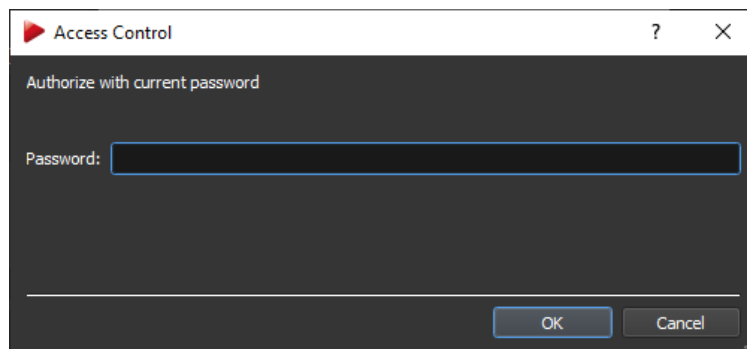 Access Control ? ×
Authorize with current password
Password:
OK Cancel